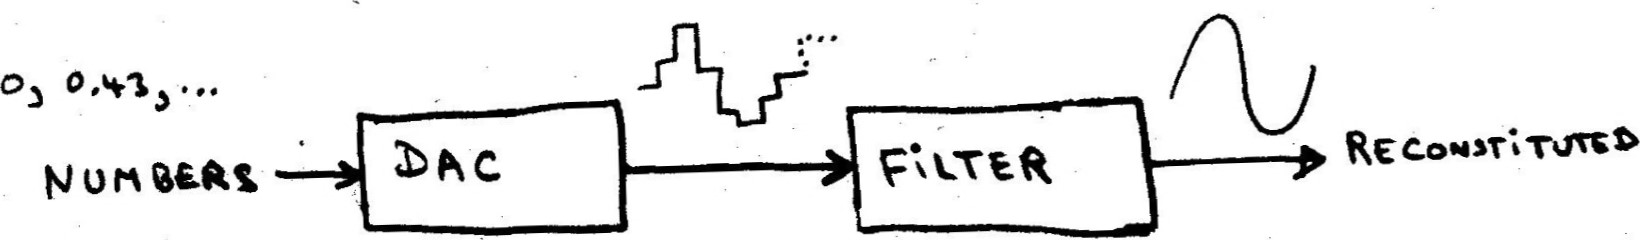 0, 0.43, ...
NUMBERS
DAC
FILTER
RECONSTITUTED